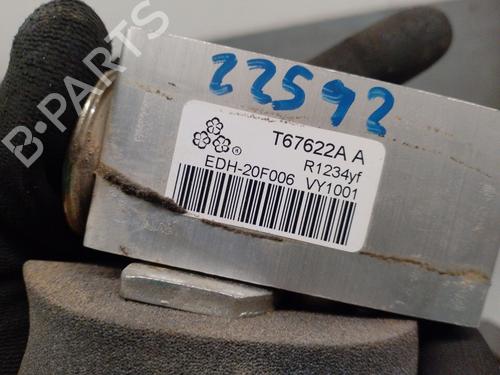 B-PARTS
22592
T67622A A
R1234yf
EDH-20F006 VY1001